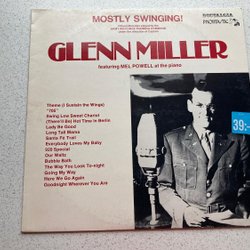 MOSTLY SWINGING!
GLENN MILLER
featuring MEL POWELL at the piano
Theme (I Sustain the Wings)
"705"
Swing Low Sweet Chariot
(There'll Be) Hot Time in Berlin
Lady Be Good
Long Tall Mama
Santa Fe Trail
Everybody Loves My Baby
920 Special
Our Waltz
Bubble Bath
The Way You Look To-night
Going My Way
Here We Go Again
Goodnight Wherever You Are
39:-